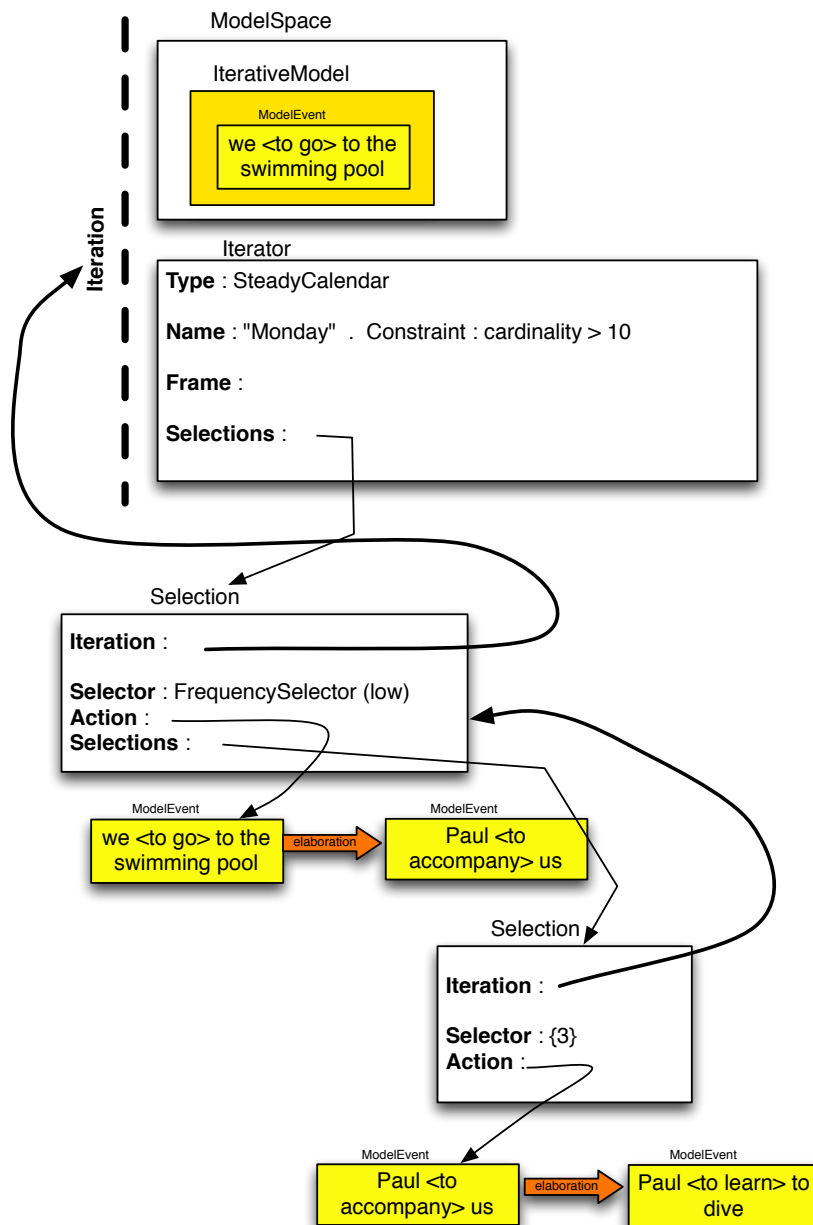 ModelSpace
IterativeModel
ModelEvent
we <to go> to the
swimming pool
Iteration
Iterator
Type : SteadyCalendar
Name : "Monday" . Constraint : cardinality > 10
Frame :
Selections :
Selection
Iteration :
Selector : FrequencySelector (low)
Action :
Selections :
ModelEvent
we <to go> to the
swimming pool
elaboration
ModelEvent
Paul <to
accompany> us
Selection
Iteration :
Selector : {3}
Action :
ModelEvent
Paul <to
accompany> us
elaboration
ModelEvent
Paul <to learn> to
dive